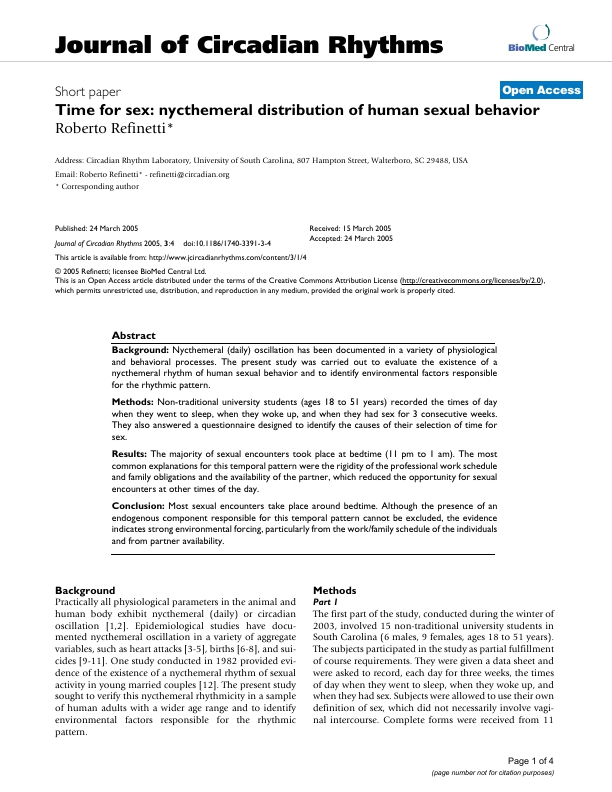 Journal of Circadian Rhythms
BioMed Central
Short paper
Open Access
Time for sex: nycthemeral distribution of human sexual behavior
Roberto Refinetti*
Address: Circadian Rhythm Laboratory, University of South Carolina, 807 Hampton Street, Walterboro, SC 29488, USA
Email: Roberto Refinetti* - refinetti@circadian.org
* Corresponding author
Published: 24 March 2005
Journal of Circadian Rhythms 2005, 3:4 doi:10.1186/1740-3391-3-4
Received: 15 March 2005
Accepted: 24 March 2005
This article is available from: http://www.jcircadianrhythms.com/content/3/1/4
© 2005 Refinetti; licensee BioMed Central Ltd.
This is an Open Access article distributed under the terms of the Creative Commons Attribution License (http://creativecommons.org/licenses/by/2.0),
which permits unrestricted use, distribution, and reproduction in any medium, provided the original work is properly cited.
Abstract
Background: Nycthemeral (daily) oscillation has been documented in a variety of physiological
and behavioral processes. The present study was carried out to evaluate the existence of a
nycthemeral rhythm of human sexual behavior and to identify environmental factors responsible
for the rhythmic pattern.
Methods: Non-traditional university students (ages 18 to 51 years) recorded the times of day
when they went to sleep, when they woke up, and when they had sex for 3 consecutive weeks.
They also answered a questionnaire designed to identify the causes of their selection of time for
sex.
Results: The majority of sexual encounters took place at bedtime (11 pm to 1 am). The most
common explanations for this temporal pattern were the rigidity of the professional work schedule
and family obligations and the availability of the partner, which reduced the opportunity for sexual
encounters at other times of the day.
Conclusion: Most sexual encounters take place around bedtime. Although the presence of an
endogenous component responsible for this temporal pattern cannot be excluded, the evidence
indicates strong environmental forcing, particularly from the work/family schedule of the individuals
and from partner availability.
Background
Practically all physiological parameters in the animal and
human body exhibit nycthemeral (daily) or circadian
oscillation [1,2]. Epidemiological studies have docu-
mented nycthemeral oscillation in a variety of aggregate
variables, such as heart attacks [3-5], births [6-8], and sui-
cides [9-11]. One study conducted in 1982 provided evi-
dence of the existence of a nycthemeral rhythm of sexual
activity in young married couples [12]. The present study
sought to verify this rhythmicity in a sample
of human adults with a wider age range and to identify
environmental factors responsible for the rhythmic
pattern.
Methods
Part 1
The first part of the study, conducted during the winter of
2003, involved 15 non-traditional university students in
South Carolina (6 males, 9 females, ages 18 to 51 years).
The subjects participated in the study as partial fulfillment
of course requirements. They were given a data sheet and
were asked to record, each day for three weeks, the times
of day when they went to sleep, when they woke up, and
when they had sex. Subjects were allowed to use their own
definition of sex, which did not necessarily involve vagi-
nal intercourse. Complete forms were received from 11
Page 1 of 4
(page number not for citation purposes)